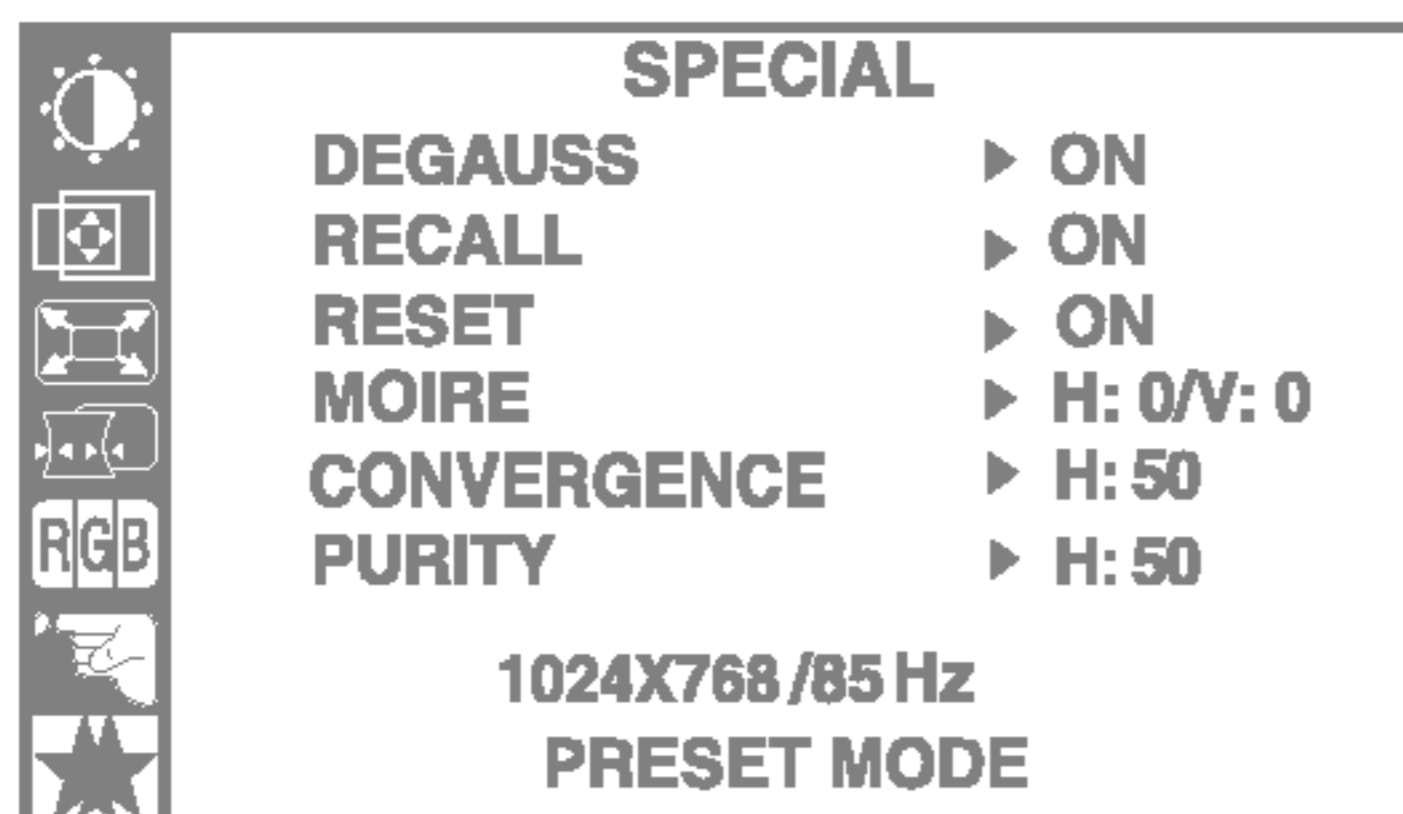 SPECIAL
DEGAUSS ▶ ON
RECALL ▶ ON
RESET ▶ ON
MOIRE ▶ H: 0/V: 0
CONVERGENCE ▶ H: 50
PURITY ▶ H: 50
RGB
1024X768 /85 Hz
PRESET MODE